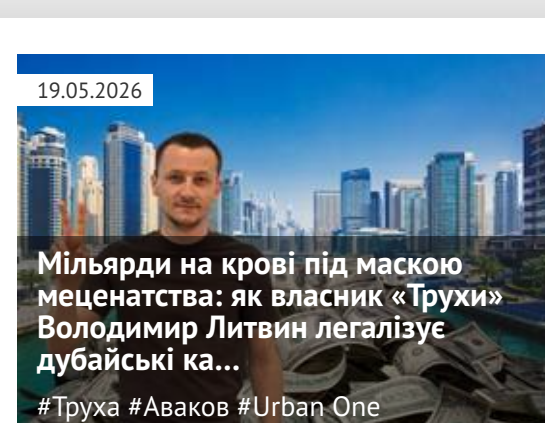 19.05.2026
Мільярди на крові під маскою
меценатства: як власник «Трухи»
Володимир Литвин легалізує
дубайські ка...
#Труха #Аваков #Urban One